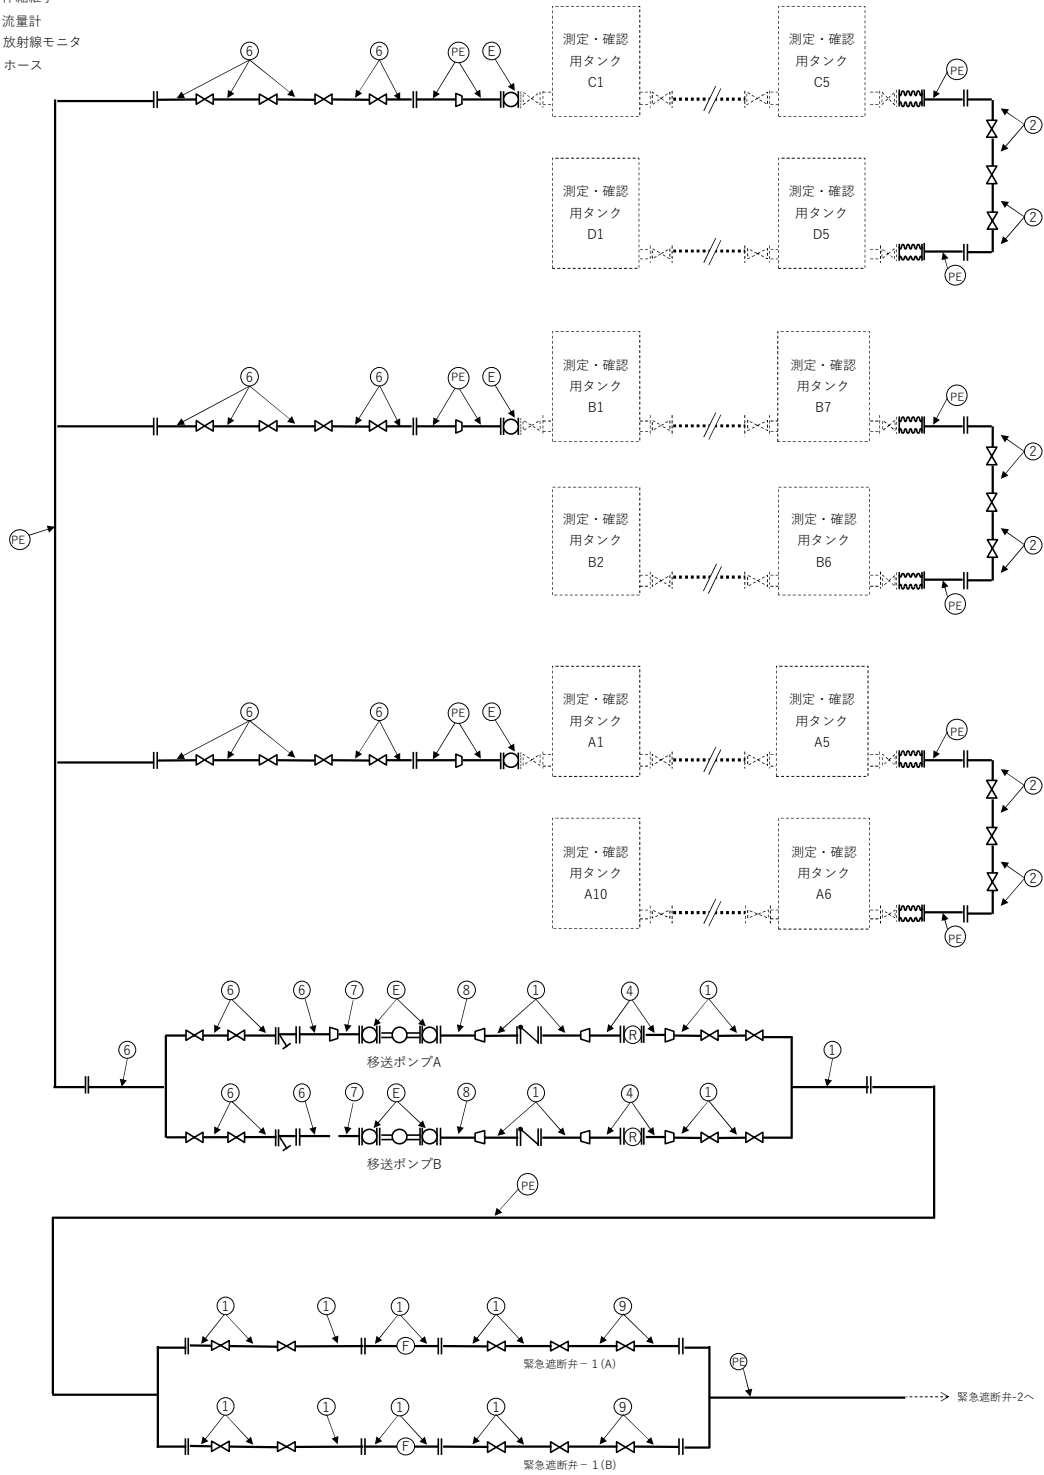 流量計
放射線モニタ
ホース
⑥ ⑥ PE E
測定・確認
用タンク
C1
測定・確認
用タンク
C5
PE
②
②
測定・確認
用タンク
D1
測定・確認
用タンク
D5
PE
⑥ ⑥ PE E
測定・確認
用タンク
B1
測定・確認
用タンク
B7
PE
②
②
測定・確認
用タンク
B2
測定・確認
用タンク
B6
PE
PE
⑥ ⑥ PE E
測定・確認
用タンク
A1
測定・確認
用タンク
A5
PE
②
②
測定・確認
用タンク
A10
測定・確認
用タンク
A6
PE
⑥ ⑥ ⑦ E ⑧ ① ④ ①
R
移送ポンプA
⑥ ①
⑥ ⑥ ⑦ E ⑧ ① ④ ①
R
移送ポンプB
PE
① ① ① ① ⑨
F
緊急遮断弁－1(A)
PE
緊急遮断弁-2へ
① ① ① ① ⑨
F
緊急遮断弁－1(B)